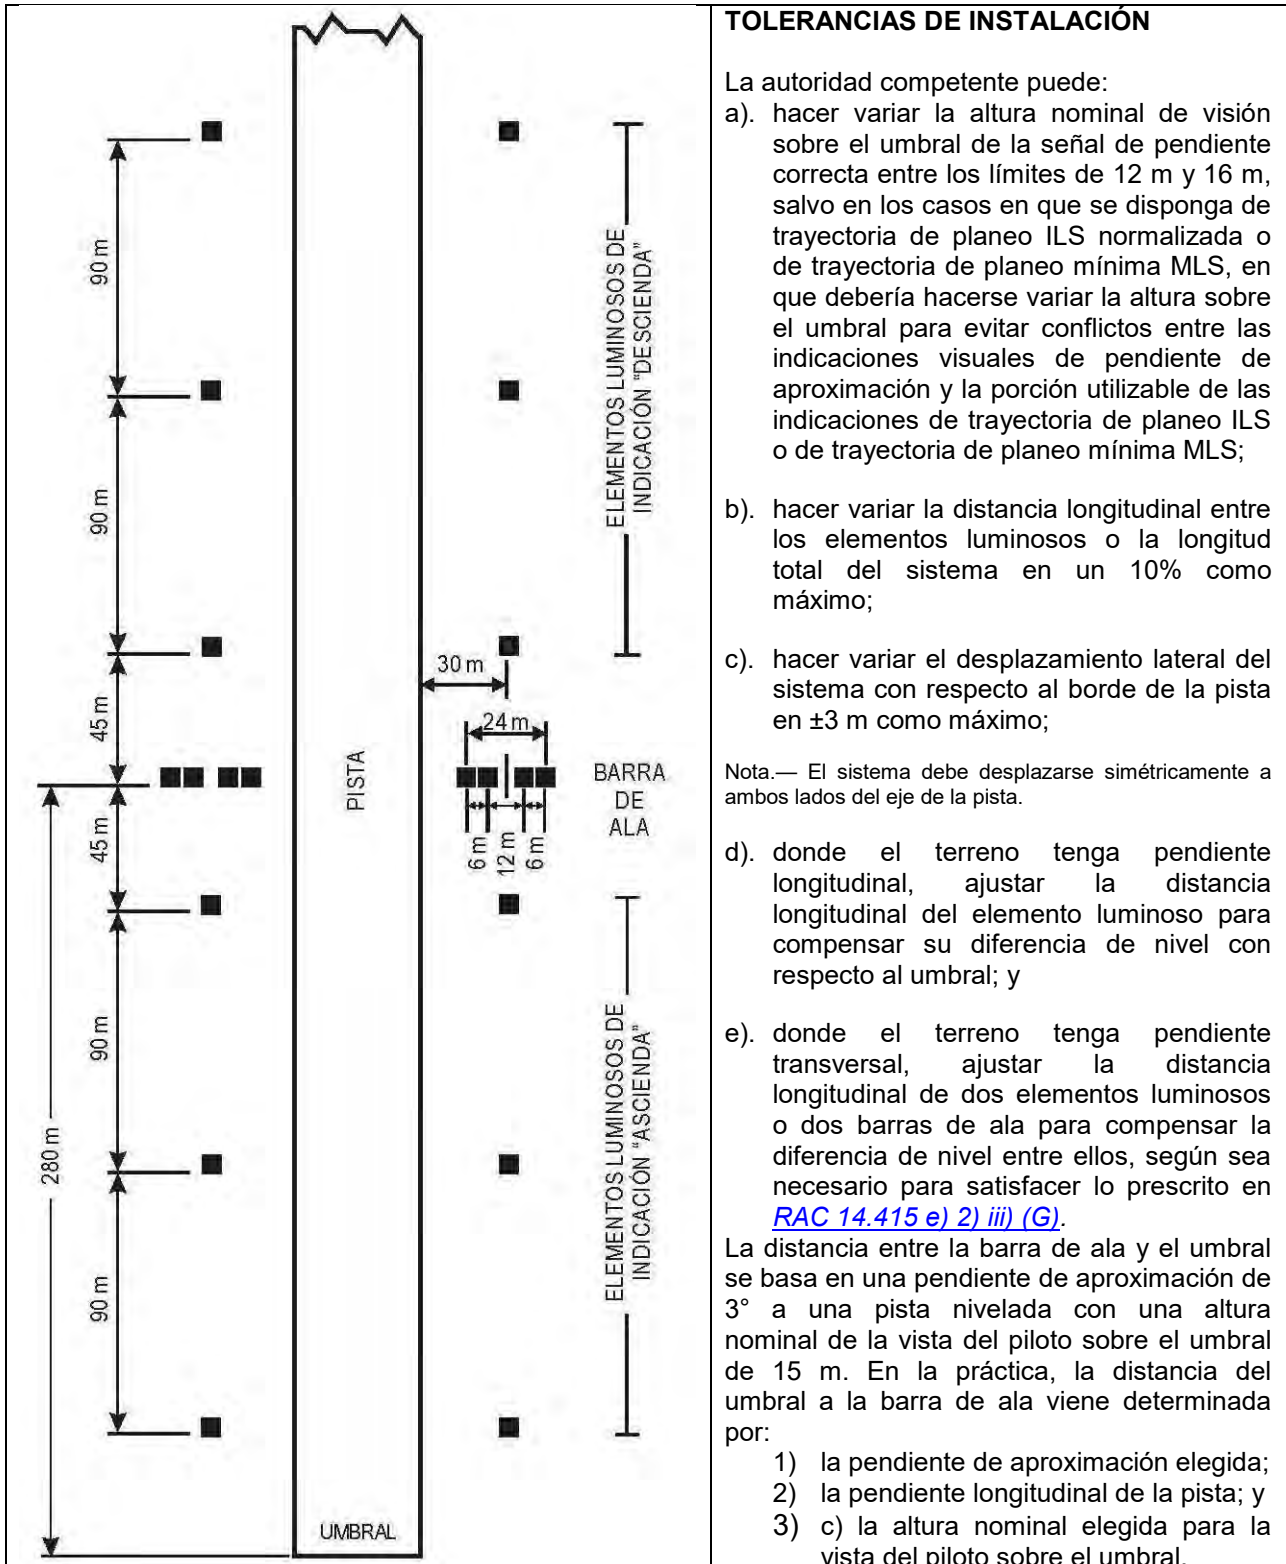 90 m
90 m
45 m
45 m
90 m
90 m
280 m
PISTA
UMBRAL
30 m
24 m
6 m
12 m
6 m
ELEMENTOS LUMINOSOS DE
INDICACIÓN “DESCIENDA”
BARRA
DE
ALA
ELEMENTOS LUMINOSOS DE
INDICACIÓN “ASCIENDA”
TOLERANCIAS DE INSTALACIÓN
La autoridad competente puede:
a). hacer variar la altura nominal de visión
sobre el umbral de la señal de pendiente
correcta entre los límites de 12 m y 16 m,
salvo en los casos en que se disponga de
trayectoria de planeo ILS normalizada o
de trayectoria de planeo mínima MLS, en
que debería hacerse variar la altura sobre
el umbral para evitar conflictos entre las
indicaciones visuales de pendiente de
aproximación y la porción utilizable de las
indicaciones de trayectoria de planeo ILS
o de trayectoria de planeo mínima MLS;
b). hacer variar la distancia longitudinal entre
los elementos luminosos o la longitud
total del sistema en un 10% como
máximo;
c). hacer variar el desplazamiento lateral del
sistema con respecto al borde de la pista
en ±3 m como máximo;
Nota.— El sistema debe desplazarse simétricamente a
ambos lados del eje de la pista.
d). donde el terreno tenga pendiente
longitudinal, ajustar la distancia
longitudinal del elemento luminoso para
compensar su diferencia de nivel con
respecto al umbral; y
e). donde el terreno tenga pendiente
transversal, ajustar la distancia
longitudinal de dos elementos luminosos
o dos barras de ala para compensar la
diferencia de nivel entre ellos, según sea
necesario para satisfacer lo prescrito en
RAC 14.415 e) 2) iii) (G).
La distancia entre la barra de ala y el umbral
se basa en una pendiente de aproximación de
3° a una pista nivelada con una altura
nominal de la vista del piloto sobre el umbral
de 15 m. En la práctica, la distancia del
umbral a la barra de ala viene determinada
por:
1) la pendiente de aproximación elegida;
2) la pendiente longitudinal de la pista; y
3) c) la altura nominal elegida para la
vista del piloto sobre el umbral.